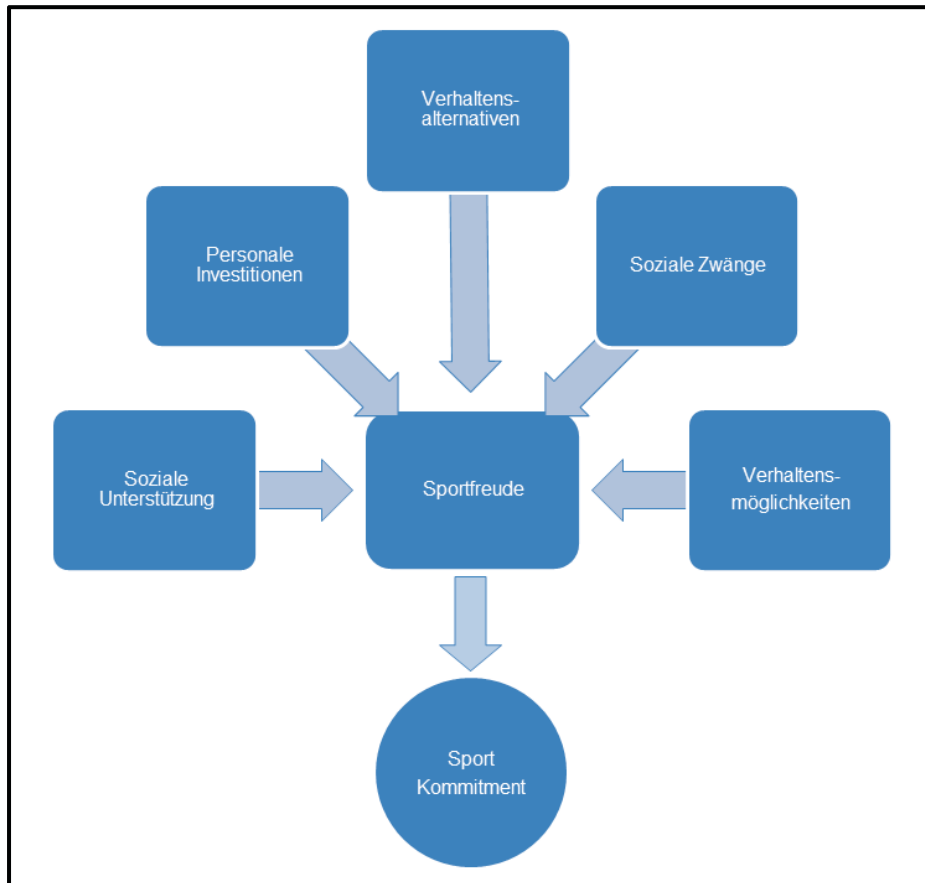 Verhaltens-
alternativen
Personale
Investitionen
Soziale Zwänge
Soziale
Unterstützung
Sportfreude
Verhaltens-
möglichkeiten
Sport
Kommitment